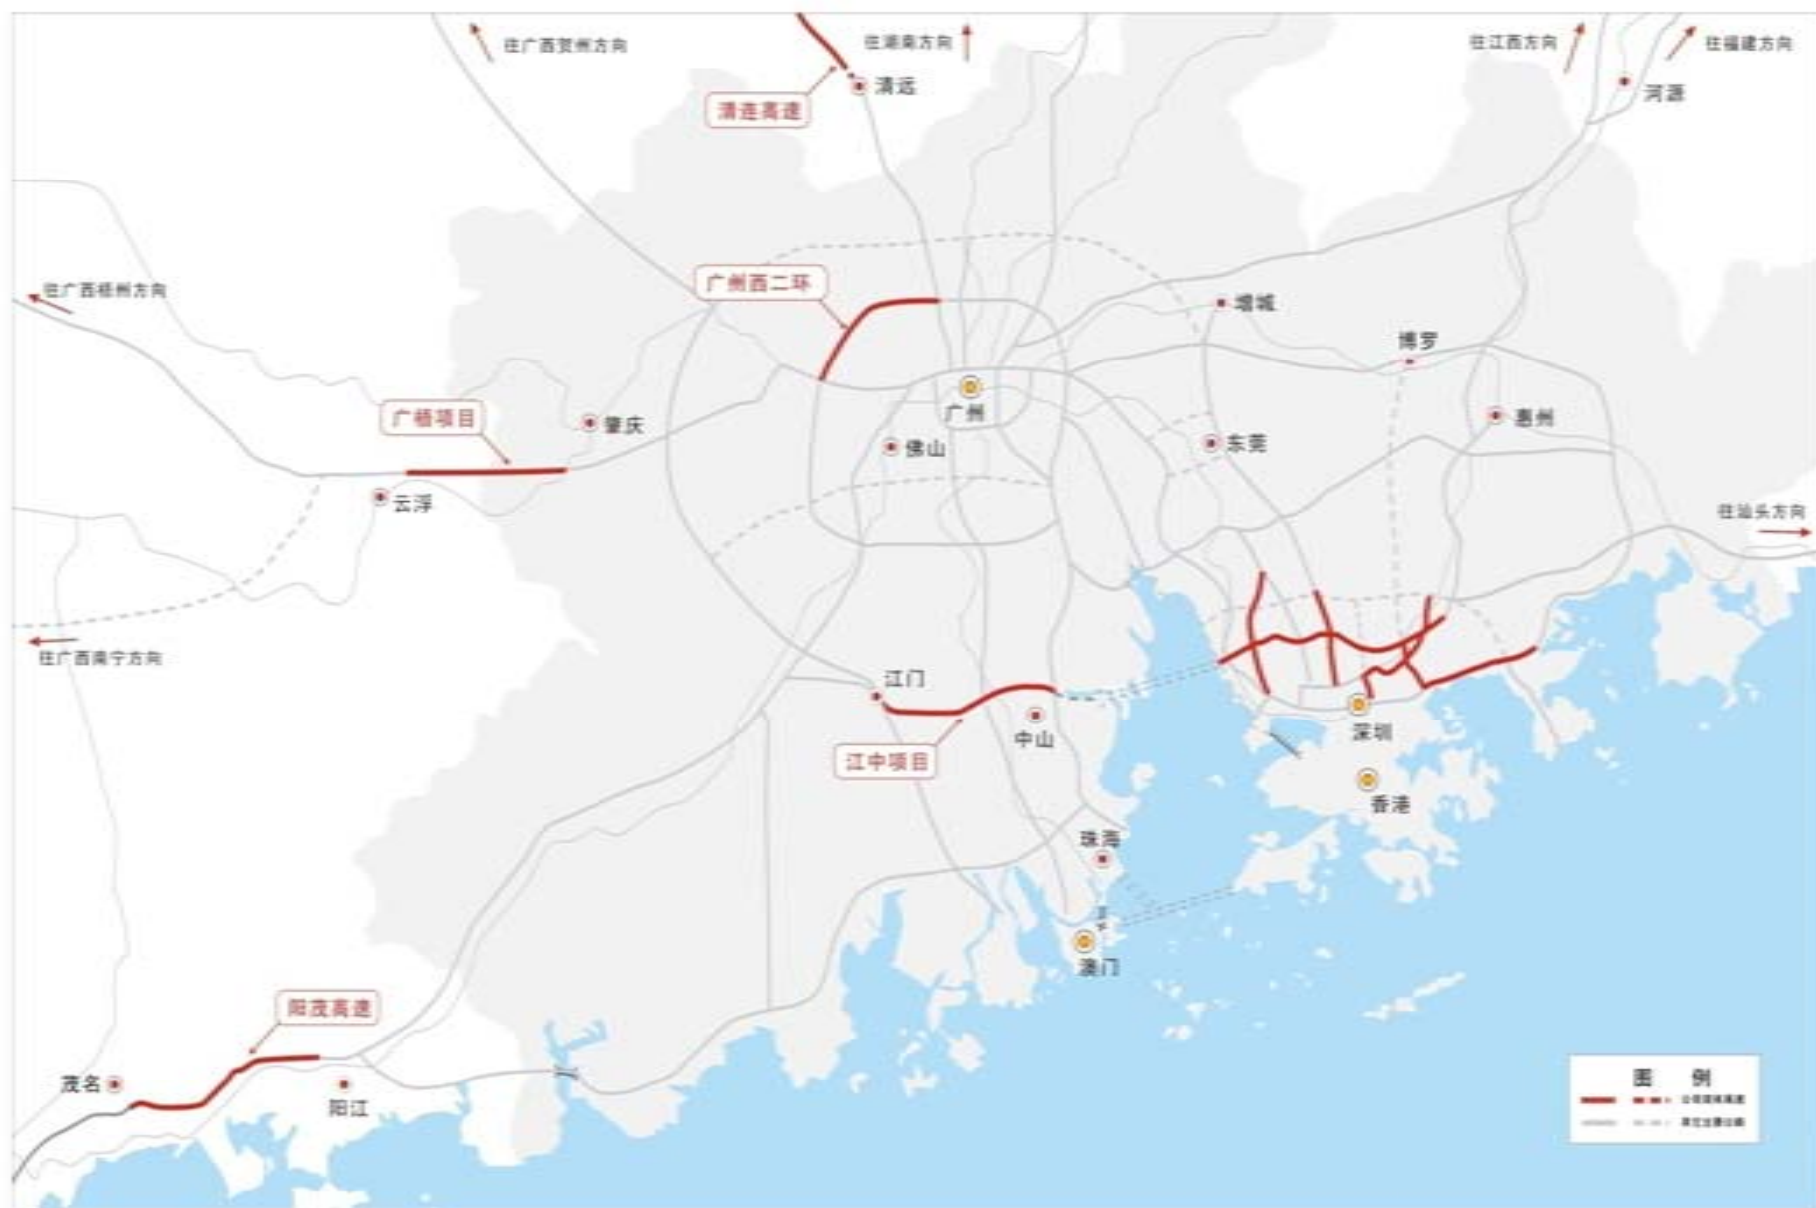 往广西贺州方向
往湖南方向
往江西方向
往福建方向
清远
河源
清连高速
广州西二环
往广西梧州方向
增城
博罗
广梧项目
肇庆
广州
佛山
东莞
惠州
云浮
往汕头方向
往广西南宁方向
江门
中山
深圳
江中项目
香港
珠海
澳门
阳茂高速
茂名
阳江
图 例